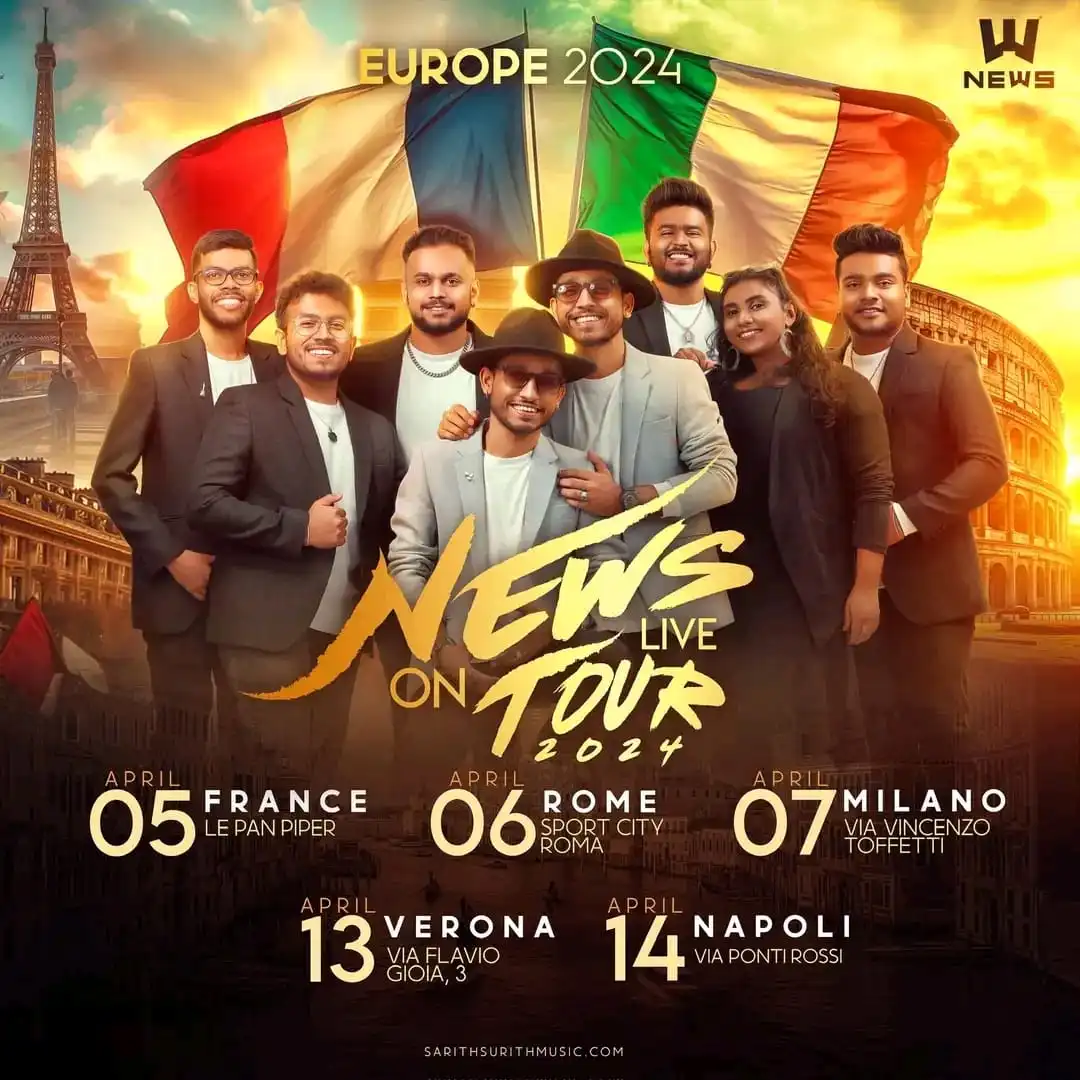 EUROPE 2024
W
NEWS
NEWS
ON
LIVE
TOUR
2024
APRIL
05
FRANCE
LE PAN PIPER
APRIL
06
ROME
SPORT CITY
ROMA
APRIL
07
MILANO
VIA VINCENZO
TOFFETTI
APRIL
13
VERONA
VIA FLAVIO
GIOIA, 3
APRIL
14
NAPOLI
VIA PONTI ROSSI
SARITHSURITHMUSIC.COM